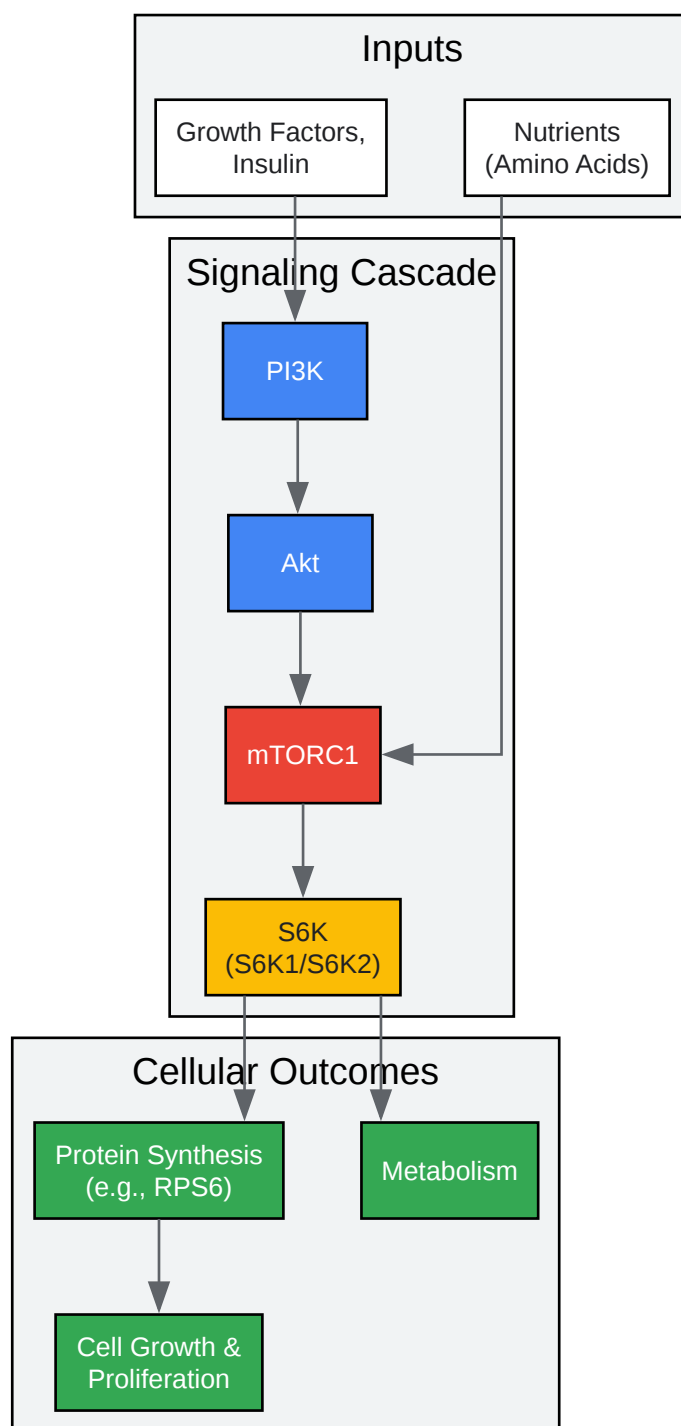 Inputs
Growth Factors,
Insulin
Nutrients
(Amino Acids)
Signaling Cascade
PI3K
Akt
mTORC1
S6K
(S6K1/S6K2)
Cellular Outcomes
Protein Synthesis
(e.g., RPS6)
Metabolism
Cell Growth &
Proliferation